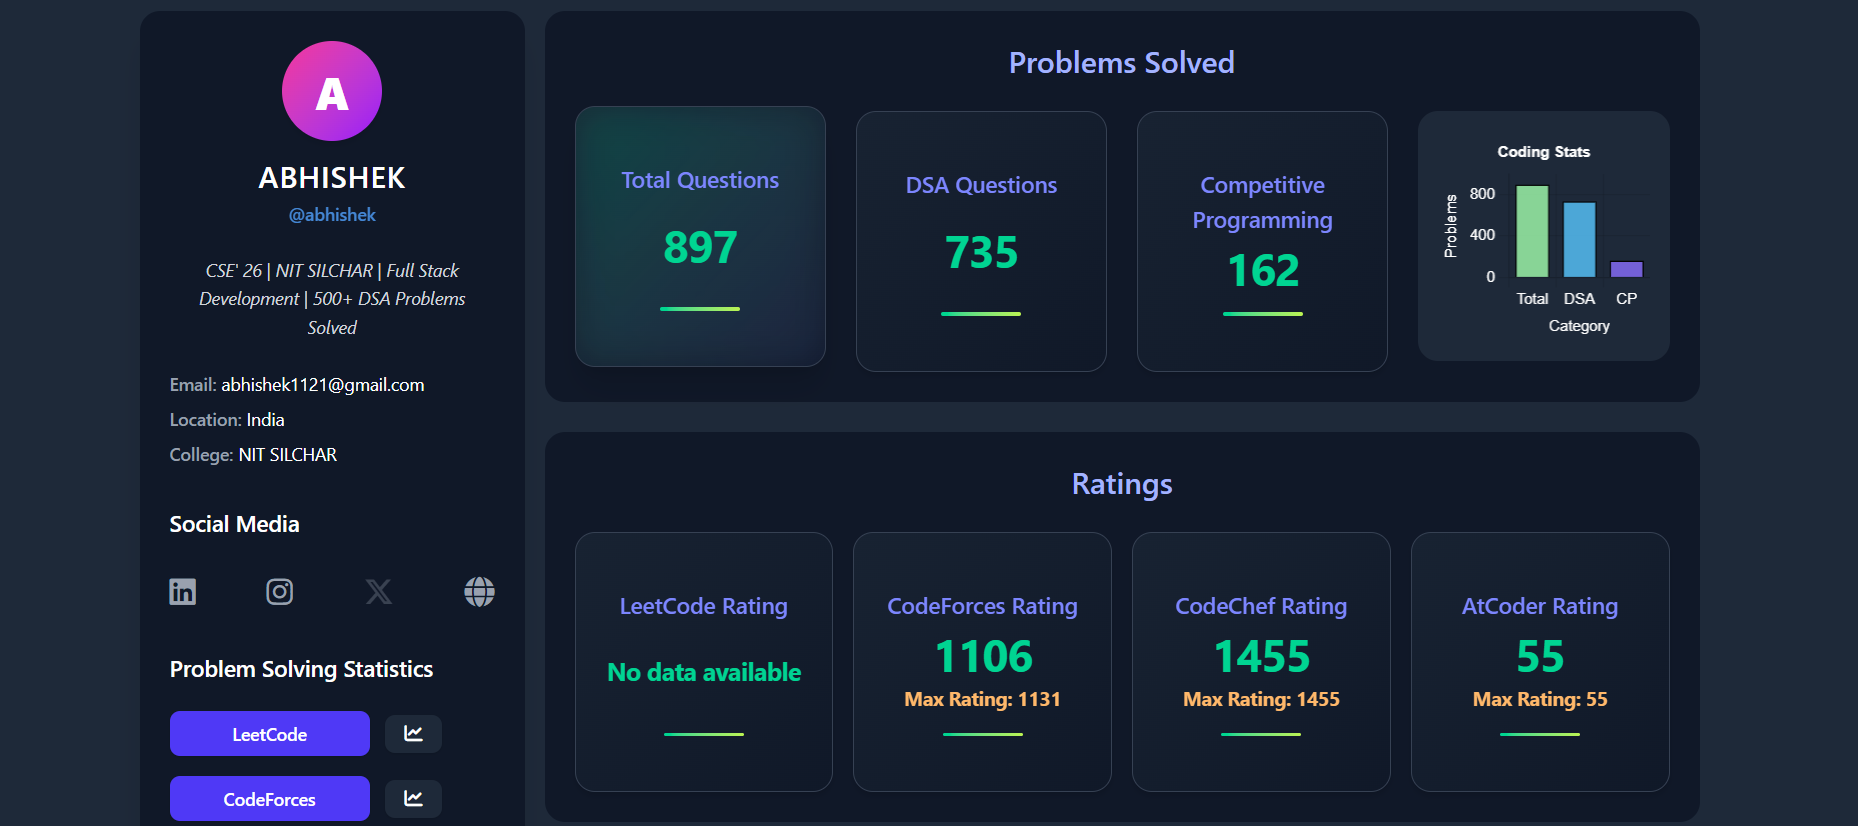 A
ABHISHEK
@abhishek
CSE' 26 | NIT SILCHAR | Full Stack
Development | 500+ DSA Problems
Solved
Email: abhishek1121@gmail.com
Location: India
College: NIT SILCHAR
Social Media
in
X
Problem Solving Statistics
LeetCode
CodeForces
Problems Solved
Total Questions
897
DSA Questions
735
Competitive
Programming
162
Coding Stats
Problems
800
400
0
Total DSA CP
Category
Ratings
LeetCode Rating
No data available
CodeForces Rating
1106
Max Rating: 1131
CodeChef Rating
1455
Max Rating: 1455
AtCoder Rating
55
Max Rating: 55